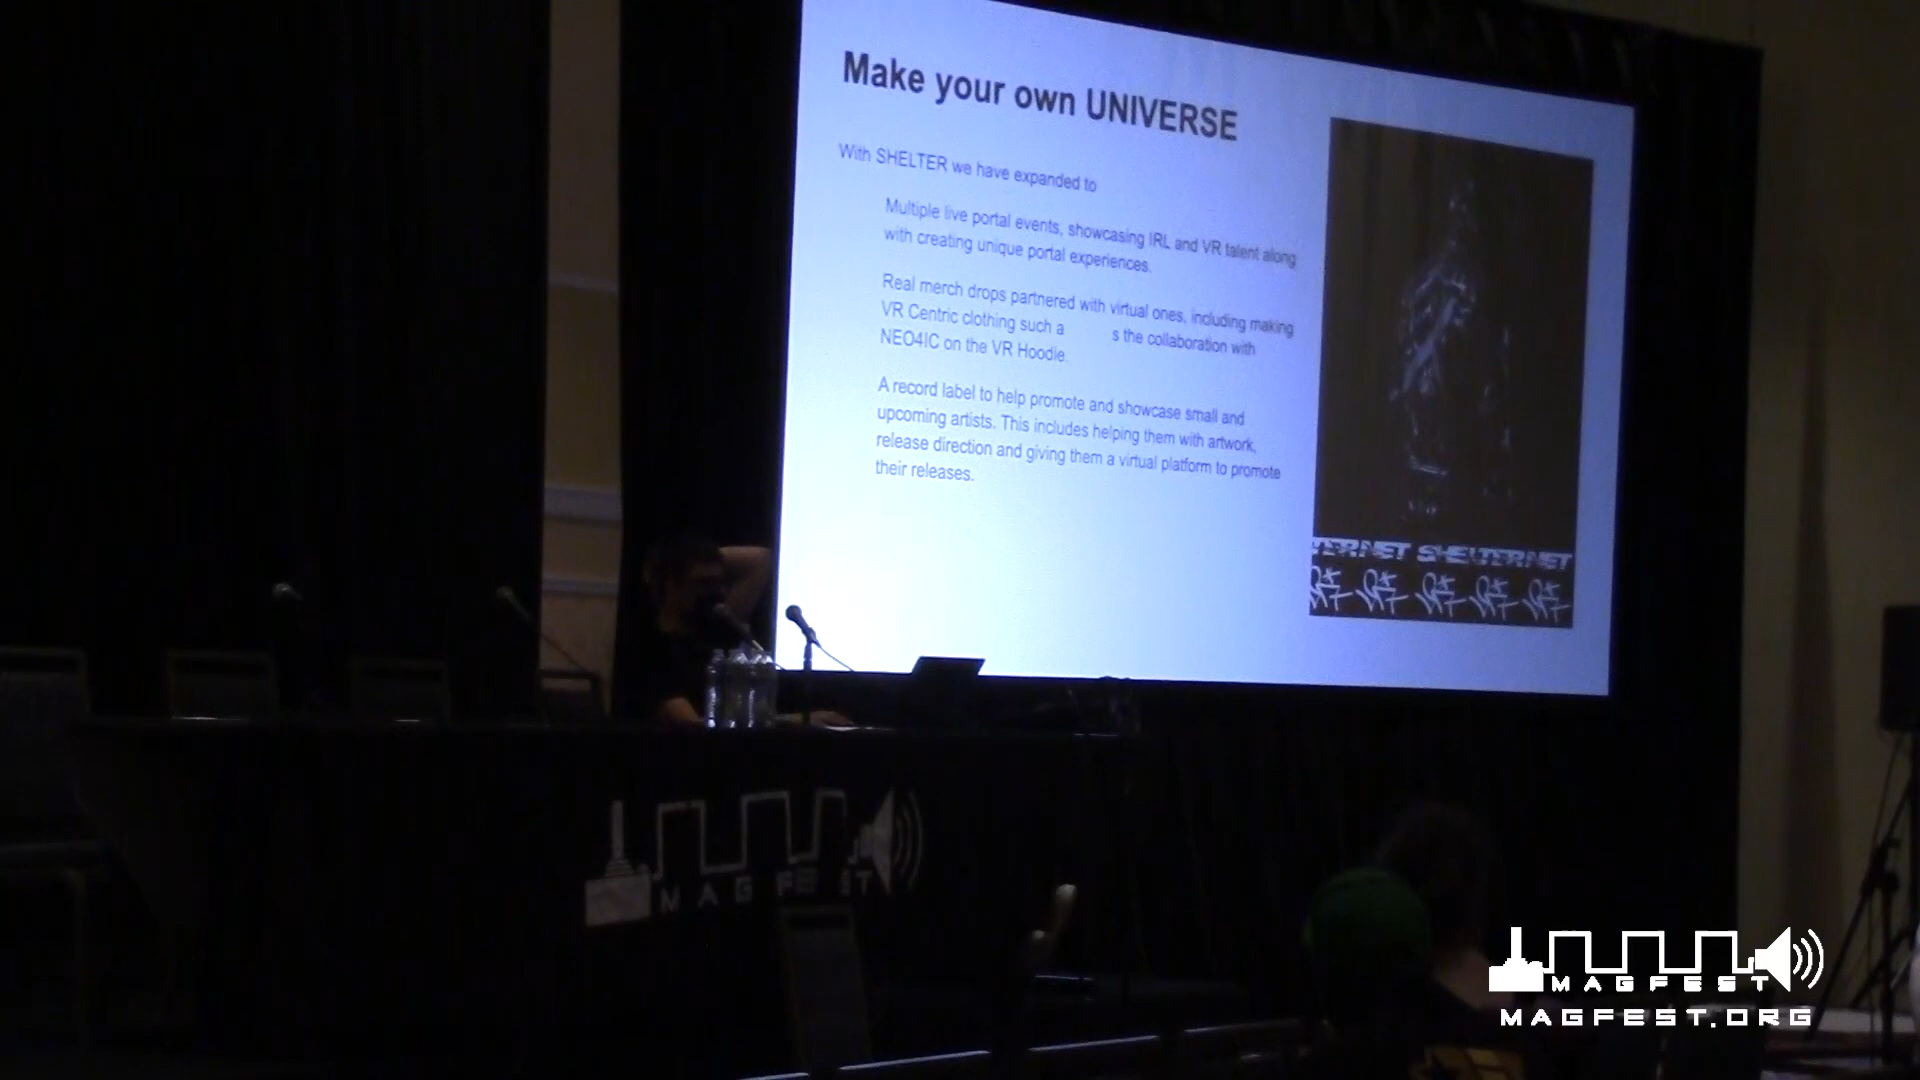 Make your own UNIVERSE
With SHELTER we have expanded to
Multiple live portal events, showcasing IRL and VR talent along
with creating unique portal experiences.
Real merch drops partnered with virtual ones, including making
VR Centric clothing such a s the collaboration with
NEO4IC on the VR Hoodie.
A record label to help promote and showcase small and
upcoming artists. This includes helping them with artwork,
release direction and giving them a virtual platform to promote
their releases.
TERNET SHELTERNET
MAGFEST
MAGFEST
MAGFEST.ORG